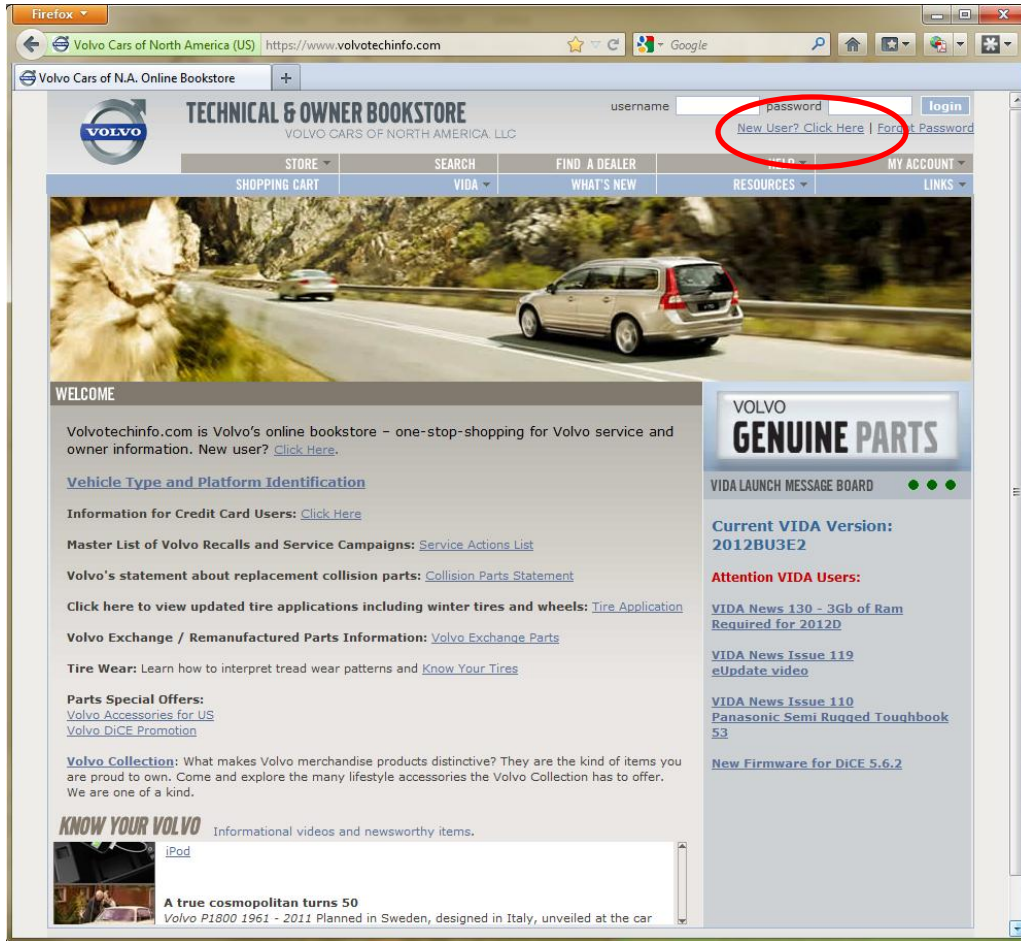 Firefox
Volvo Cars of North America (US) https://www.volvotechinfo.com Google
Volvo Cars of N.A. Online Bookstore
VOLVO
TECHNICAL & OWNER BOOKSTORE
VOLVO CARS OF NORTH AMERICA, LLC
username password login
New User? Click Here | Forgot Password
STORE SEARCH FIND A DEALER HELP MY ACCOUNT
SHOPPING CART VIDA WHAT'S NEW RESOURCES LINKS
WELCOME
Volvotechinfo.com is Volvo's online bookstore – one-stop-shopping for Volvo service and
owner information. New user? Click Here.
Vehicle Type and Platform Identification
Information for Credit Card Users: Click Here
Master List of Volvo Recalls and Service Campaigns: Service Actions List
Volvo's statement about replacement collision parts: Collision Parts Statement
Click here to view updated tire applications including winter tires and wheels: Tire Application
Volvo Exchange / Remanufactured Parts Information: Volvo Exchange Parts
Tire Wear: Learn how to interpret tread wear patterns and Know Your Tires
Parts Special Offers:
Volvo Accessories for US
Volvo DiCE Promotion
Volvo Collection: What makes Volvo merchandise products distinctive? They are the kind of items you
are proud to own. Come and explore the many lifestyle accessories the Volvo Collection has to offer.
We are one of a kind.
KNOW YOUR VOLVO Informational videos and newsworthy items.
iPod
A true cosmopolitan turns 50
Volvo P1800 1961 - 2011 Planned in Sweden, designed in Italy, unveiled at the car
VOLVO
GENUINE PARTS
VIDA LAUNCH MESSAGE BOARD
Current VIDA Version:
2012BU3E2
Attention VIDA Users:
VIDA News 130 - 3Gb of Ram
Required for 2012D
VIDA News Issue 119
eUpdate video
VIDA News Issue 110
Panasonic Semi Rugged Toughbook
53
New Firmware for DiCE 5.6.2